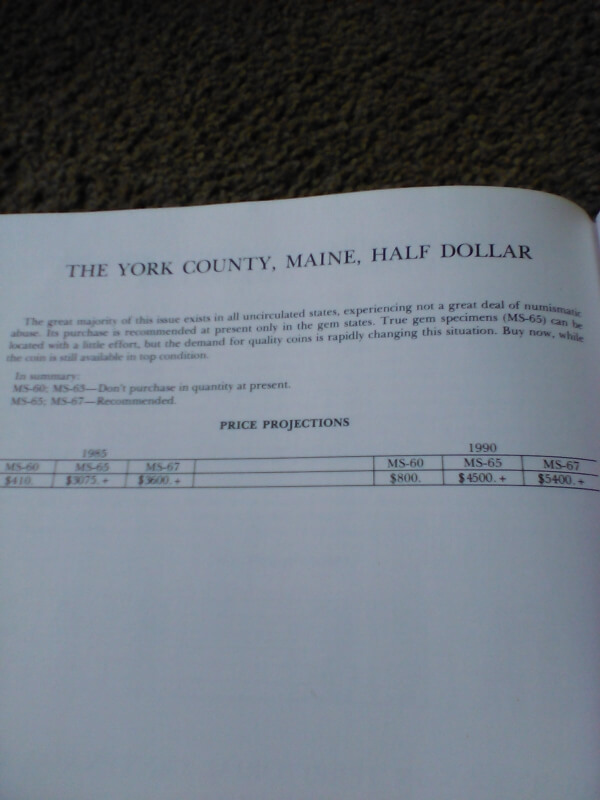 THE YORK COUNTY, MAINE, HALF DOLLAR
The great majority of this issue exists in all uncirculated states, experiencing not a great deal of numismatic
abuse. Its purchase is recommended at present only in the gem states. True gem specimens (MS-65) can be
located with a little effort, but the demand for quality coins is rapidly changing this situation. Buy now, while
the coin is still available in top condition.
In summary:
MS-60; MS-63—Don't purchase in quantity at present.
MS-65; MS-67—Recommended.
PRICE PROJECTIONS
1985 1990
MS-60 MS-65 MS-67 MS-60 MS-65 MS-67
$410. $3075.+ $3600.+ $800. $4500.+ $5400.+